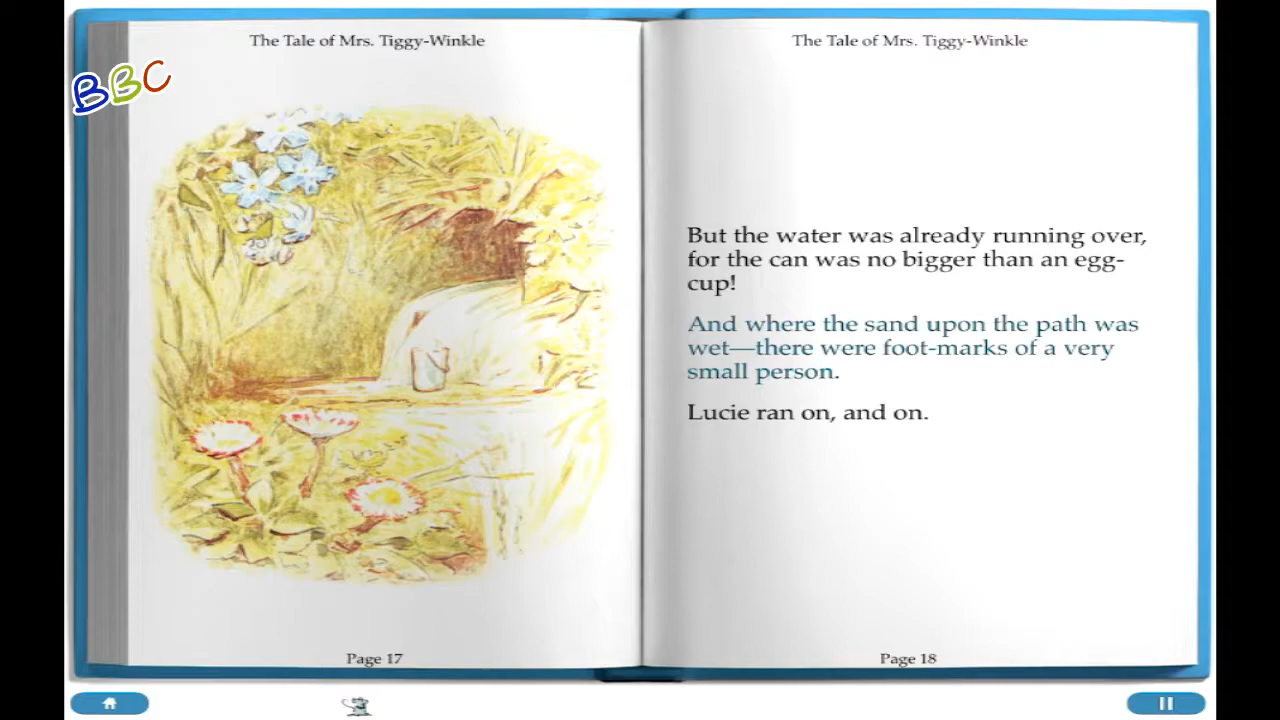 The Tale of Mrs. Tiggy-Winkle
BBC
Page 17
The Tale of Mrs. Tiggy-Winkle
But the water was already running over,
for the can was no bigger than an egg-
cup!
And where the sand upon the path was
wet—there were foot-marks of a very
small person.
Lucie ran on, and on.
Page 18